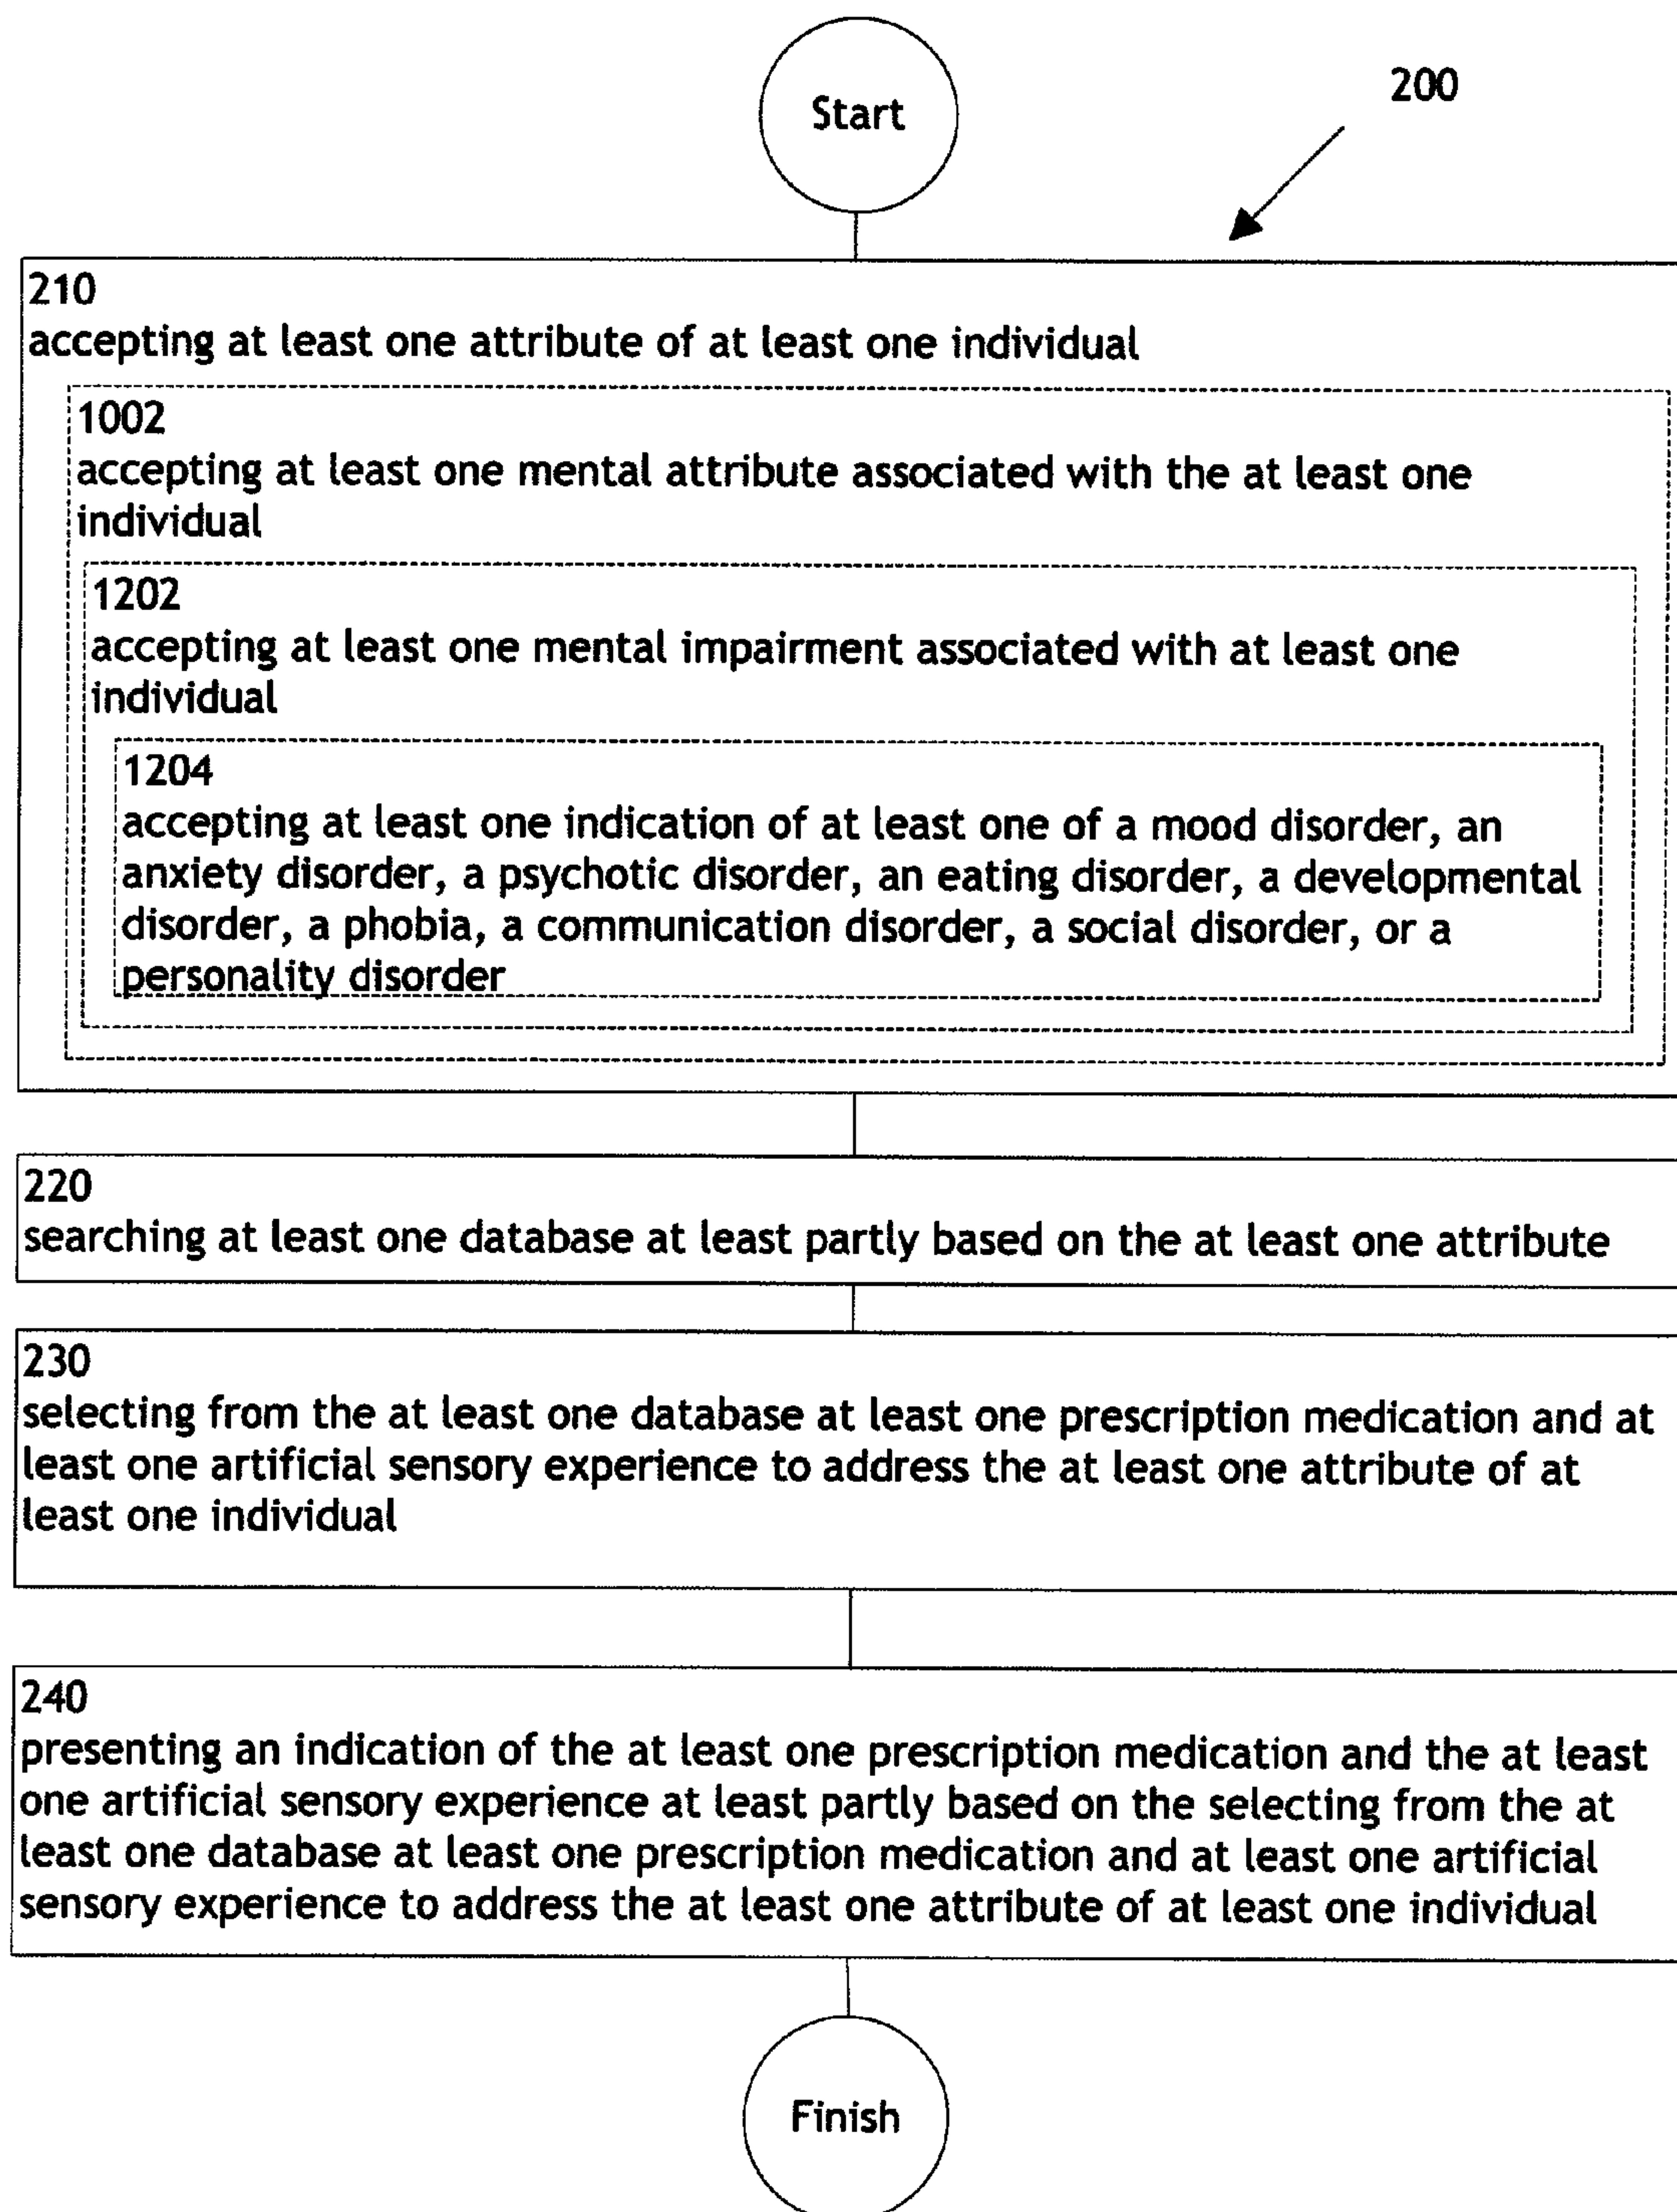 Start
200
210
accepting at least one attribute of at least one individual
1002
accepting at least one mental attribute associated with the at least one
individual
1202
accepting at least one mental impairment associated with at least one
individual
1204
accepting at least one indication of at least one of a mood disorder, an
anxiety disorder, a psychotic disorder, an eating disorder, a developmental
disorder, a phobia, a communication disorder, a social disorder, or a
personality disorder
220
searching at least one database at least partly based on the at least one attribute
230
selecting from the at least one database at least one prescription medication and at
least one artificial sensory experience to address the at least one attribute of at
least one individual
240
presenting an indication of the at least one prescription medication and the at least
one artificial sensory experience at least partly based on the selecting from the at
least one database at least one prescription medication and at least one artificial
sensory experience to address the at least one attribute of at least one individual
Finish